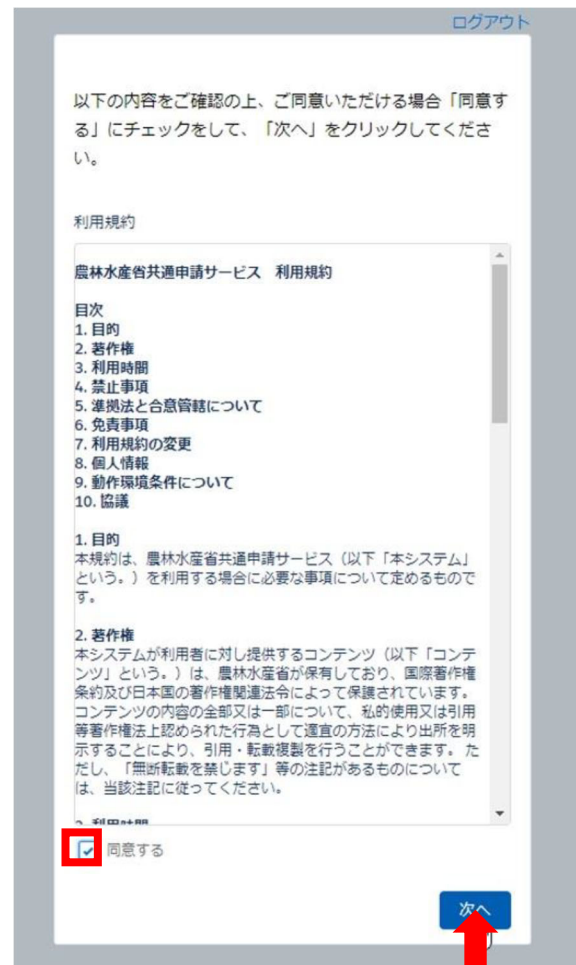 ログアウト
以下の内容をご確認の上、ご同意いただける場合「同意す
る」にチェックをして、「次へ」をクリックしてくださ
い。
利用規約
農林水産省共通申請サービス　利用規約
目次
1. 目的
2. 著作権
3. 利用時間
4. 禁止事項
5. 準拠法と合意管轄について
6. 免責事項
7. 利用規約の変更
8. 個人情報
9. 動作環境条件について
10. 協議
1. 目的
本規約は、農林水産省共通申請サービス（以下「本システム」
という。）を利用する場合に必要な事項について定めるもので
す。
2. 著作権
本システムが利用者に対し提供するコンテンツ（以下「コンテ
ンツ」という。）は、農林水産省が保有しており、国際著作権
条約及び日本国の著作権関連法令によって保護されています。
コンテンツの内容の全部又は一部について、私的使用又は引用
等著作権法上認められた行為として適宜の方法により出所を明
示することにより、引用・転載複製を行うことができます。 た
だし、「無断転載を禁じます」等の注記があるものについて
は、当該注記に従ってください。
3. 利用時間
同意する
次へ